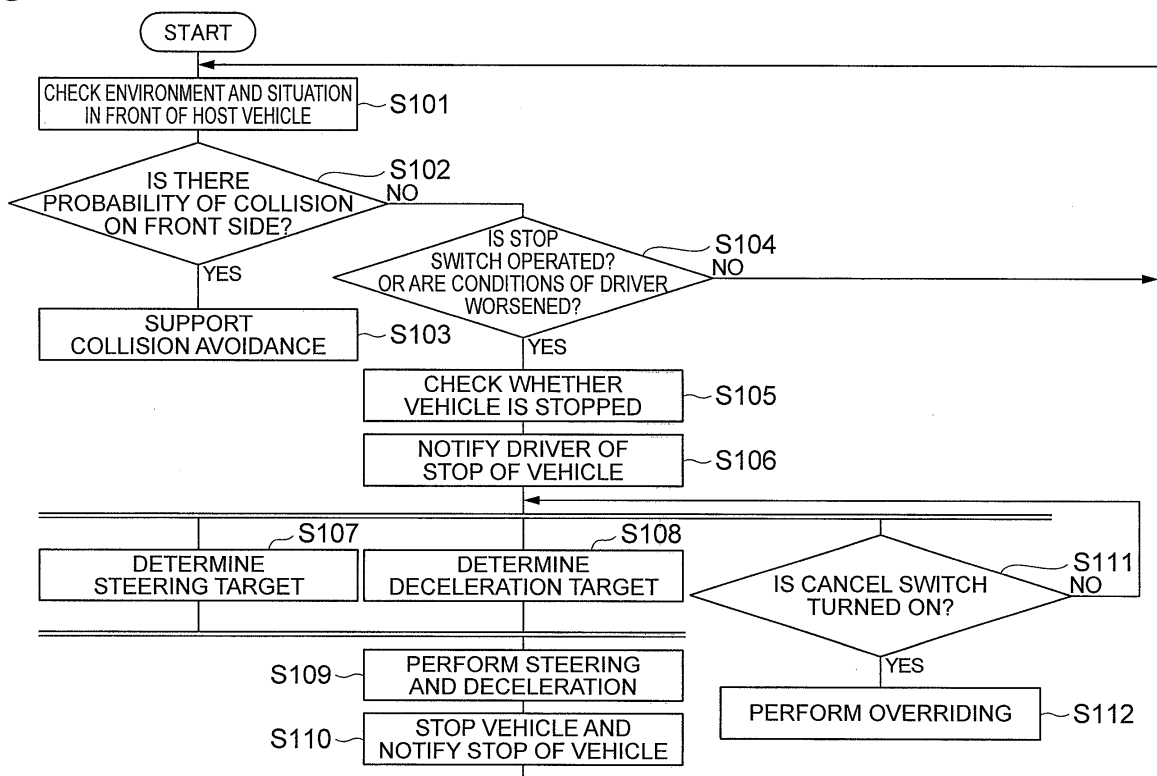 START
CHECK ENVIRONMENT AND SITUATION
IN FRONT OF HOST VEHICLE
S101
IS THERE
PROBABILITY OF COLLISION
ON FRONT SIDE?
S102
NO
YES
SUPPORT
COLLISION AVOIDANCE
S103
IS STOP
SWITCH OPERATED?
OR ARE CONDITIONS OF DRIVER
WORSENED?
S104
NO
YES
CHECK WHETHER
VEHICLE IS STOPPED
S105
NOTIFY DRIVER OF
STOP OF VEHICLE
S106
S107
DETERMINE
STEERING TARGET
S108
DETERMINE
DECELERATION TARGET
S111
IS CANCEL SWITCH
TURNED ON?
NO
YES
S109
PERFORM STEERING
AND DECELERATION
S110
STOP VEHICLE AND
NOTIFY STOP OF VEHICLE
PERFORM OVERRIDING
S112